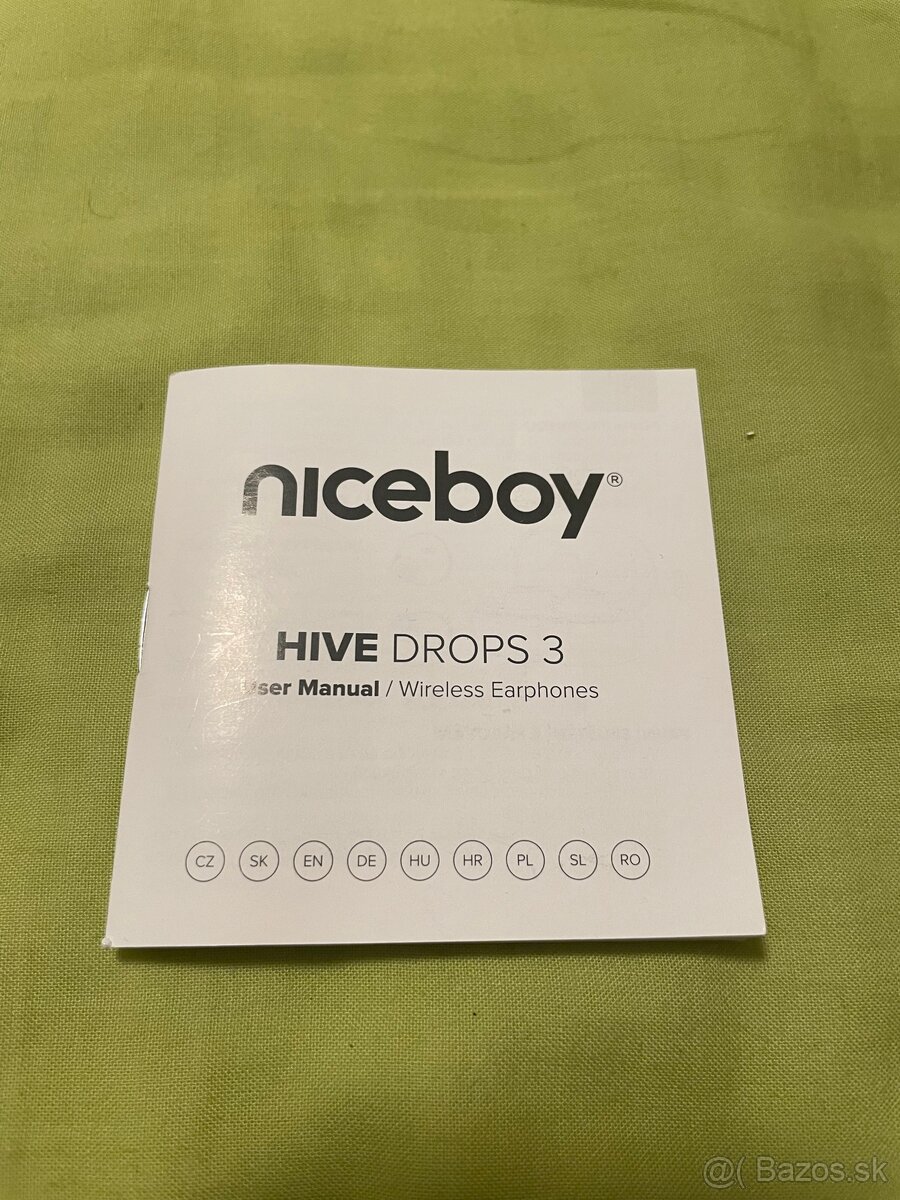 niceboy®
HIVE DROPS 3
User Manual / Wireless Earphones
CZ SK EN DE HU HR PL SL RO
@( Bazos.sk